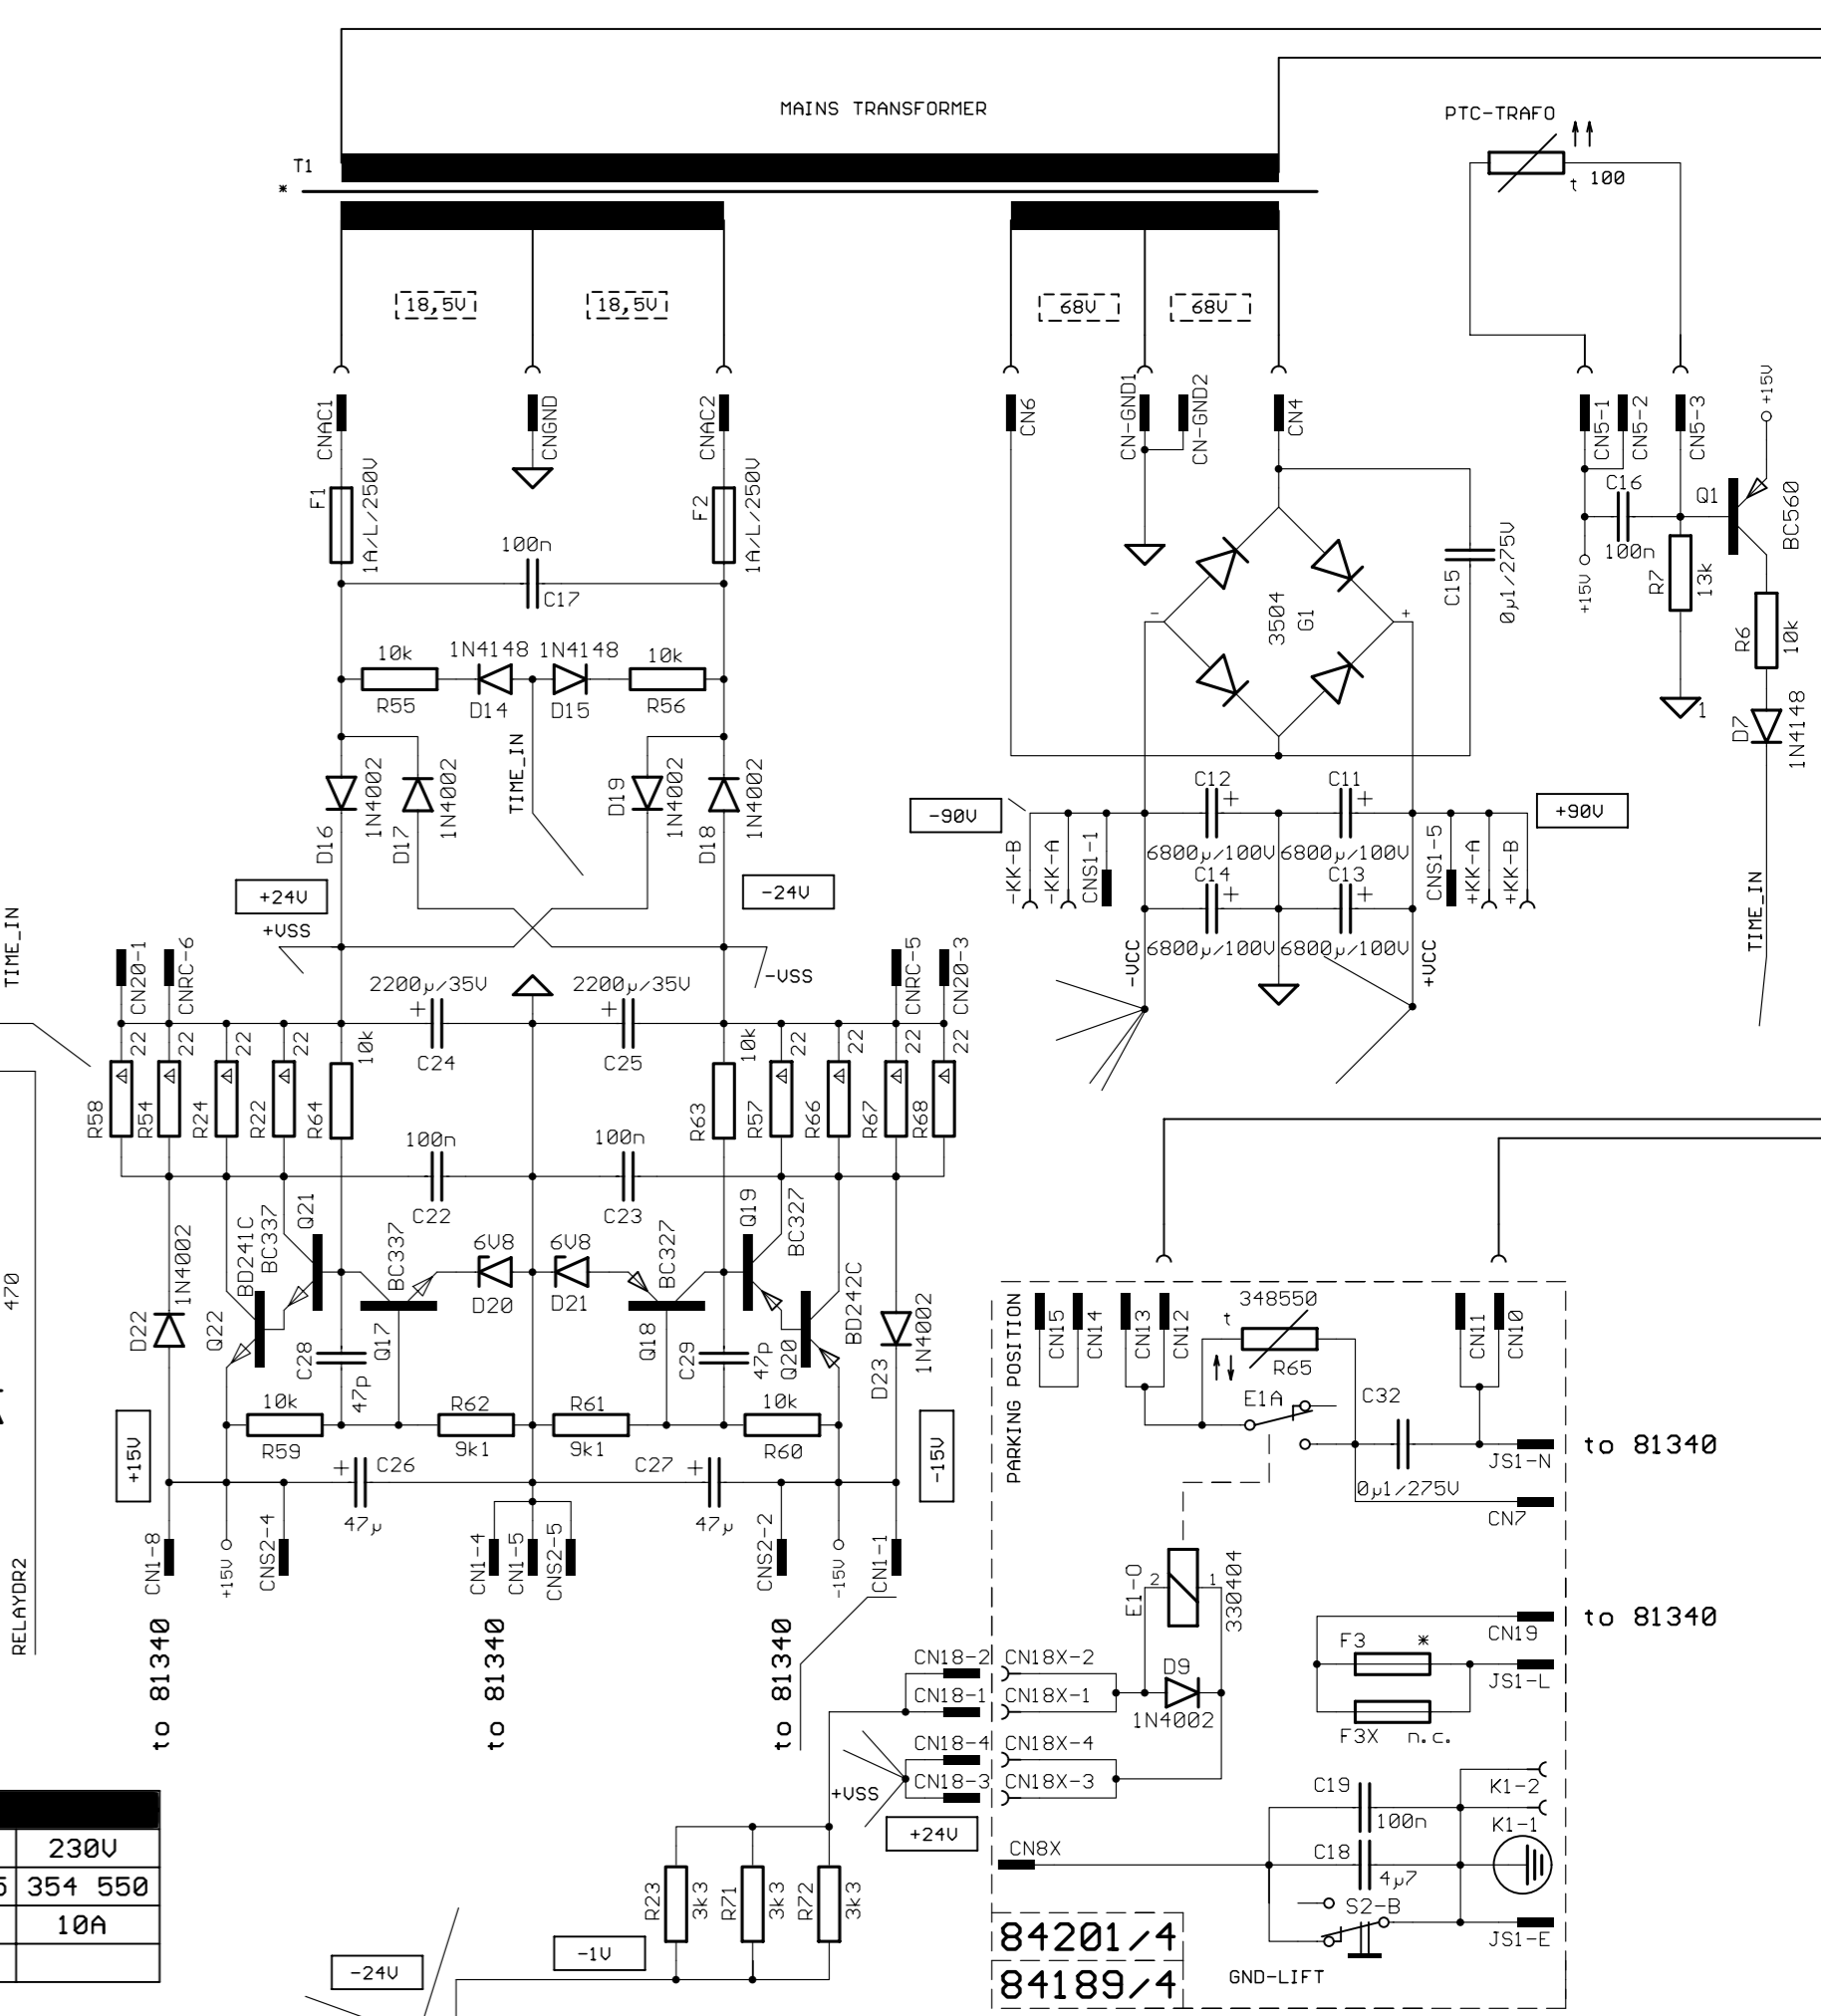 MAINS TRANSFORMER
PTC-TRAFO
T1
*
t 100
18,5V
18,5V
68V
68V
CNAC1
CNGND
CNAC2
CN6
CN-GND1
CN-GND2
CN4
CN5-1
CN5-2
CN5-3
+15V
F1
1A/L/250V
F2
1A/L/250V
100n
C17
3504
G1
C15
0µ1/275V
C16
100n
+15V
Q1
BC560
R7
13k
R6
10k
1
D7
1N4148
10k
1N4148
1N4148
10k
R55
D14
D15
R56
TIME_IN
D16
1N4002
D17
1N4002
D19
1N4002
D18
1N4002
-90V
-KK-B
-KK-A
CNS1-1
C12
C11
6800µ/100V
6800µ/100V
C14
C13
6800µ/100V
6800µ/100V
CNS1-5
+KK-A
+KK-B
+90V
-VCC
+VCC
TIME_IN
TIME_IN
+24V
+VSS
-24V
-VSS
CN20-1
CNRC-6
CNRC-5
CN20-3
2200µ/35V
2200µ/35V
C24
C25
R58
22
R54
22
R24
22
R22
22
R64
10k
R63
10k
R57
22
R66
22
R67
22
R68
22
100n
100n
C22
C23
D22
1N4002
Q22
BD241C
BC337
Q21
C28
47p
Q17
BC337
6V8
6V8
D20
D21
Q18
BC327
C29
47p
Q19
BC327
Q20
BD242C
D23
1N4002
10k
R59
R62
9k1
R61
9k1
10k
R60
+15V
-15V
C26
47µ
C27
47µ
CN1-8
+15V
CNS2-4
CN1-4
CN1-5
CNS2-5
CNS2-2
-15V
CN1-1
to 81340
to 81340
to 81340
470
RELAYDR2
PARKING POSITION
CN15
CN14
CN13
CN12
348550
t
R65
E1A
C32
0µ1/275V
CN11
CN10
JS1-N
to 81340
CN7
E1-O
2
1
330404
CN18-2
CN18X-2
CN18-1
CN18X-1
D9
1N4002
CN18-4
CN18X-4
CN18-3
CN18X-3
+VSS
+24V
CN19
to 81340
F3
*
JS1-L
F3X
n.c.
C19
100n
K1-2
K1-1
CN8X
C18
4µ7
S2-B
JS1-E
GND-LIFT
84201/4
84189/4
R23
3k3
R71
3k3
R72
3k3
-1V
-24V
230V
5
354 550
10A